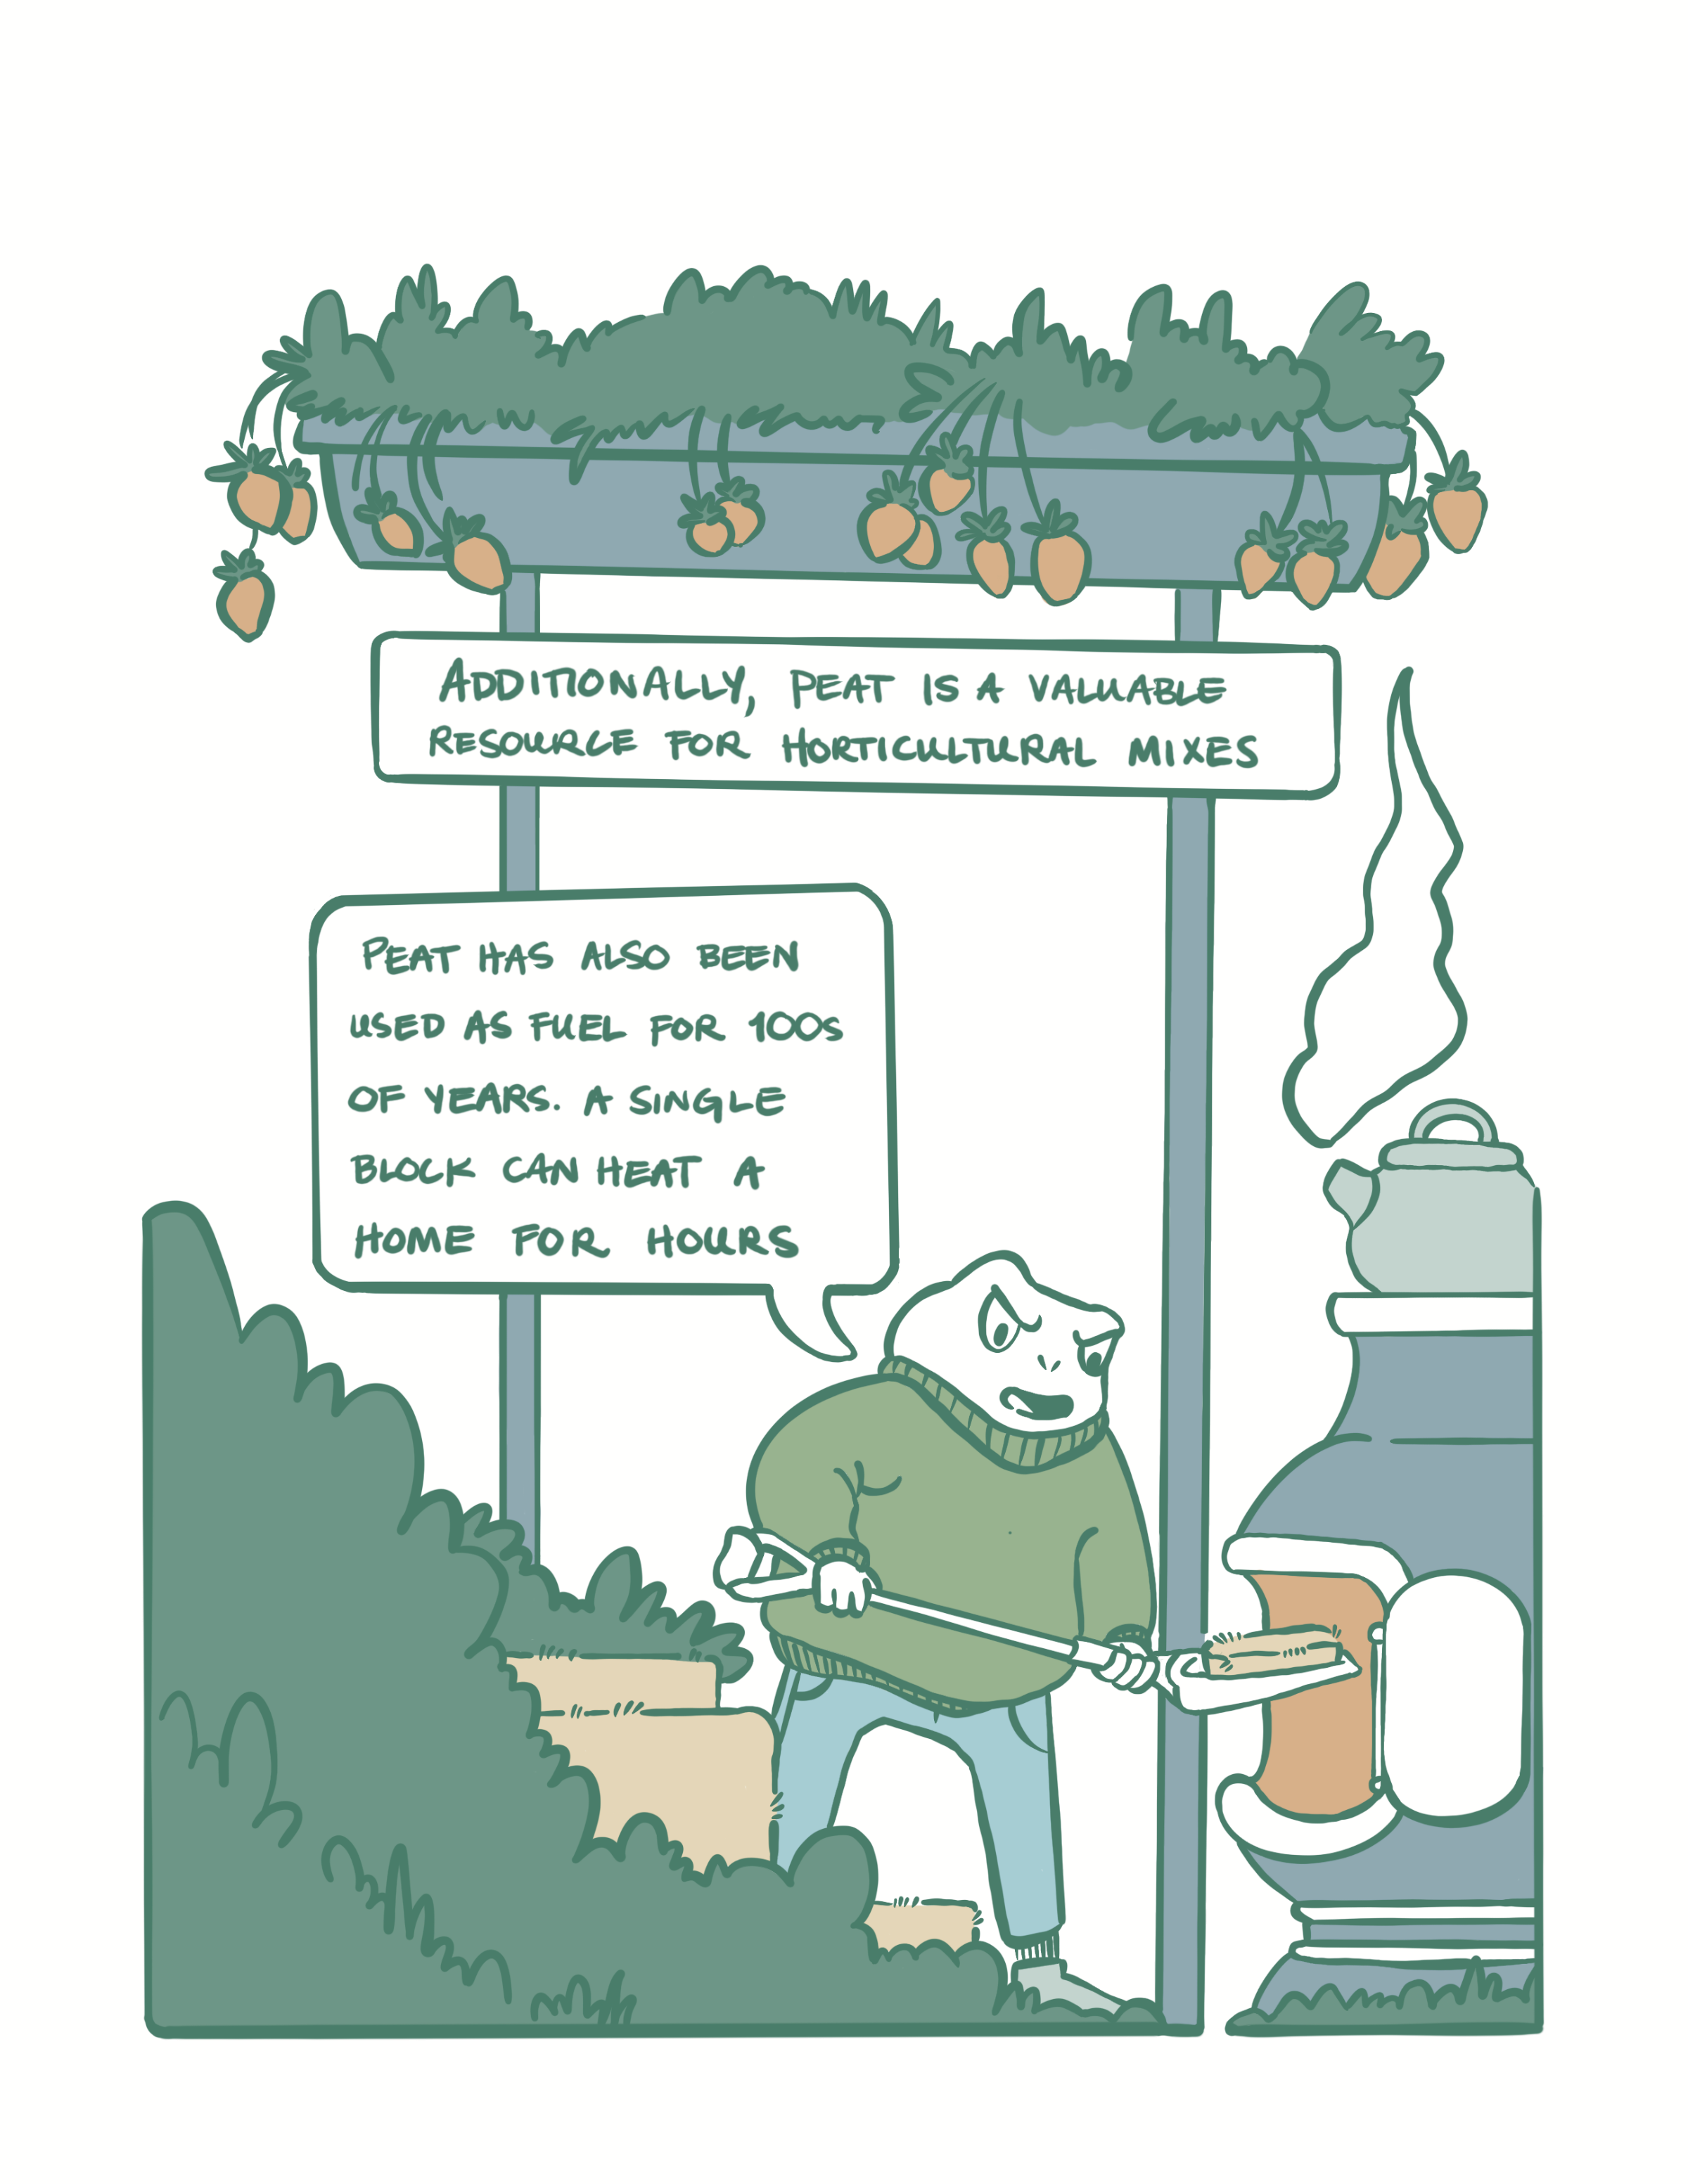 ADDITONALLY, PEAT IS A VALUABLE
RESOURCE FOR HORTICULTURAL MIXES
PEAT HAS ALSO BEEN
USED AS FUEL FOR 100S
OF YEARS. A SINGLE
BLOCK CAN HEAT A
HOME FOR HOURS